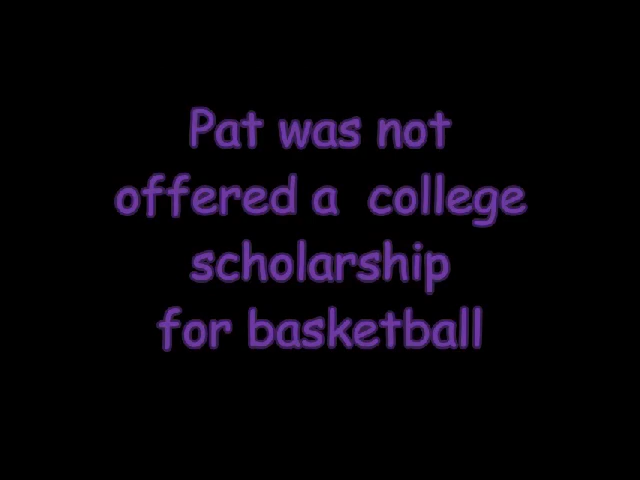 Pat was not
offered a  college
scholarship
for basketball